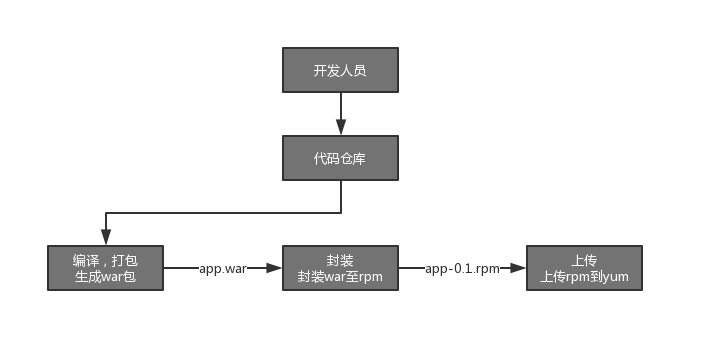 开发人员
代码仓库
编译，打包
生成war包
app.war
封装
封装war至rpm
app-0.1.rpm
上传
上传rpm到yum